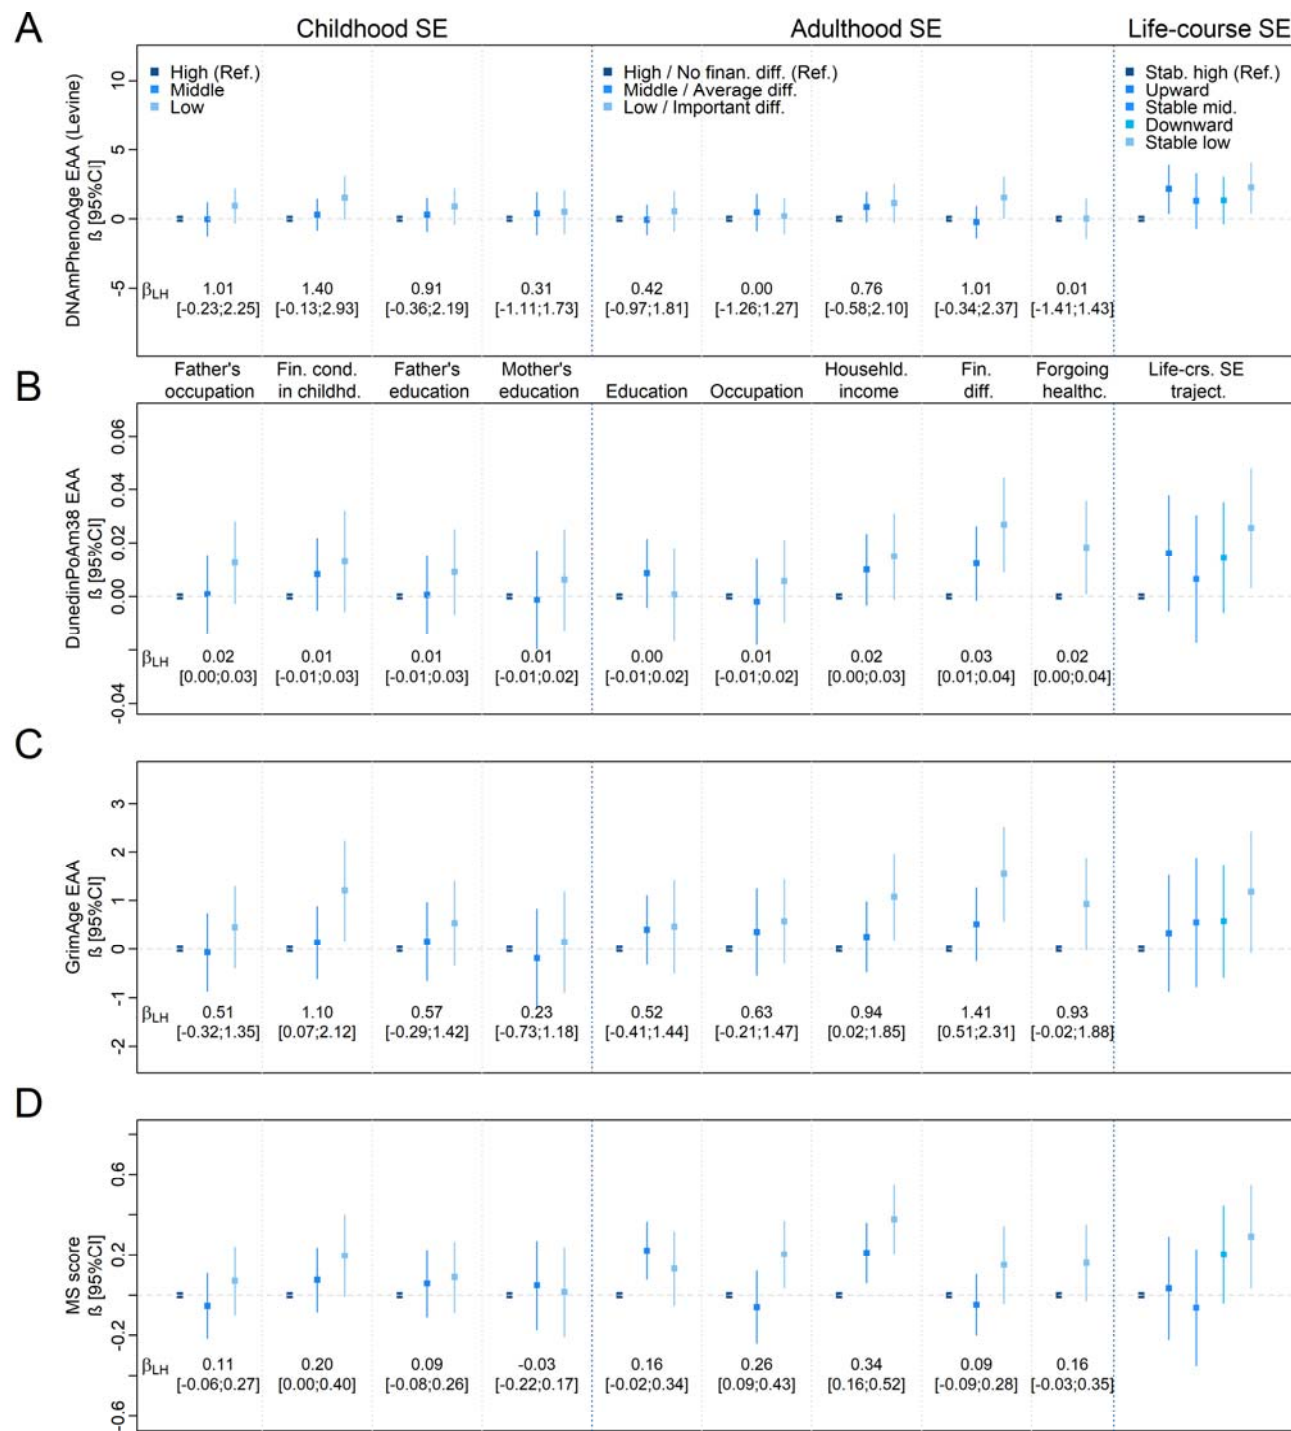 A
Childhood SE
Adulthood SE
Life-course SE
High (Ref.)
Middle
Low
High / No finan. diff. (Ref.)
Middle / Average diff.
Low / Important diff.
Stab. high (Ref.)
Upward
Stable mid.
Downward
Stable low
DNAmPhenoAge EAA (Levine)
ß [95%CI]
10
5
0
-5
βLH
1.01 1.40 0.91 0.31 0.42 0.00 0.76 1.01 0.01
[-0.23;2.25] [-0.13;2.93] [-0.36;2.19] [-1.11;1.73] [-0.97;1.81] [-1.26;1.27] [-0.58;2.10] [-0.34;2.37] [-1.41;1.43]
B
Father's Fin. cond. Father's Mother's Househld. Fin. Forgoing Life-crs. SE
occupation in childhd. education education Education Occupation income diff. healthc. traject.
DunedinPoAm38 EAA
ß [95%CI]
0.06
0.04
0.02
0.00
-0.04
βLH
0.02 0.01 0.01 0.01 0.00 0.01 0.02 0.03 0.02
[0.00;0.03] [-0.01;0.03] [-0.01;0.03] [-0.01;0.02] [-0.01;0.02] [-0.01;0.02] [0.00;0.03] [0.01;0.04] [0.00;0.04]
C
GrimAge EAA
ß [95%CI]
3
2
1
0
-1
-2
βLH
0.51 1.10 0.57 0.23 0.52 0.63 0.94 1.41 0.93
[-0.32;1.35] [0.07;2.12] [-0.29;1.42] [-0.73;1.18] [-0.41;1.44] [-0.21;1.47] [0.02;1.85] [0.51;2.31] [-0.02;1.88]
D
MS score
ß [95%CI]
0.6
0.2
-0.2
-0.6
βLH
0.11 0.20 0.09 -0.03 0.16 0.26 0.34 0.09 0.16
[-0.06;0.27] [0.00;0.40] [-0.08;0.26] [-0.22;0.17] [-0.02;0.34] [0.09;0.43] [0.16;0.52] [-0.09;0.28] [-0.03;0.35]